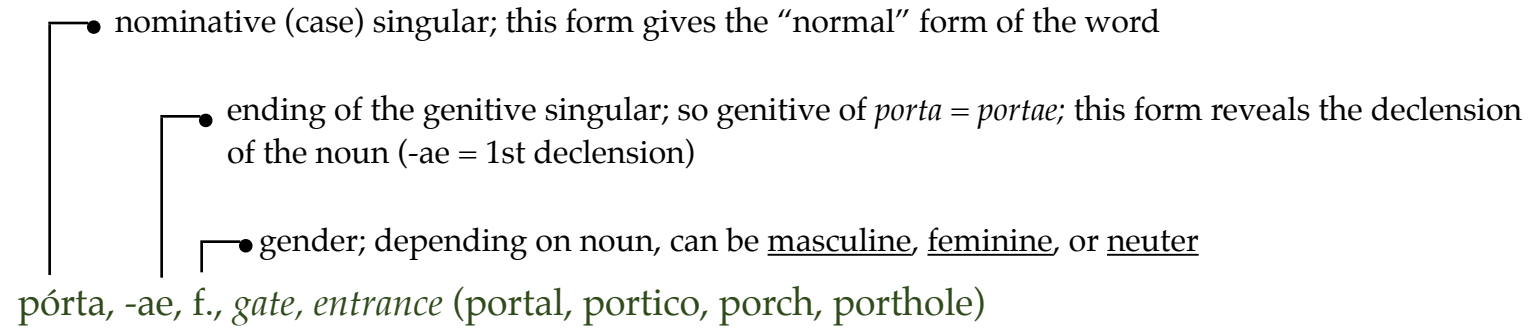 nominative (case) singular; this form gives the “normal” form of the word
ending of the genitive singular; so genitive of porta = portae; this form reveals the declension
of the noun (-ae = 1st declension)
gender; depending on noun, can be masculine, feminine, or neuter
pórta, -ae, f., gate, entrance (portal, portico, porch, porthole)